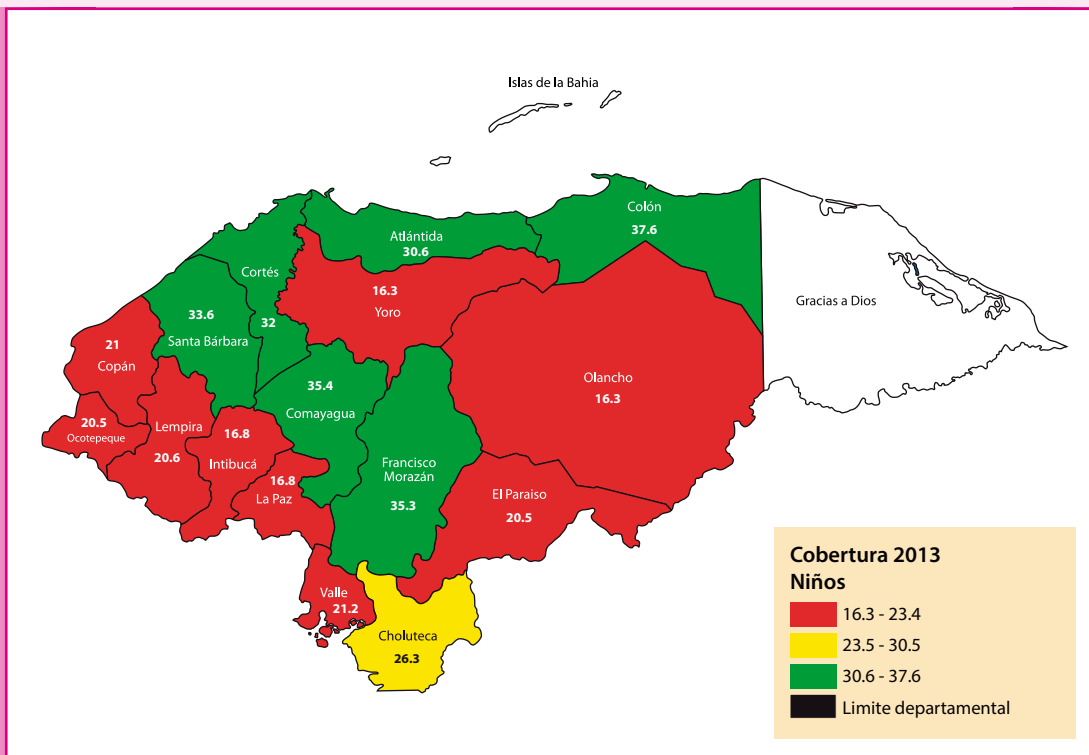 Islas de la Bahia
Colón
37.6
Atlántida
30.6
Cortés
32
16.3
Yoro
Gracias a Dios
33.6
Santa Bárbara
21
Copán
Olancho
16.3
35.4
Comayagua
20.5
Ocotepeque
Lempira
20.6
16.8
Intibucá
Francisco
Morazán
35.3
16.8
La Paz
El Paraiso
20.5
Valle
21.2
Choluteca
26.3
Cobertura 2013
Niños
16.3 - 23.4
23.5 - 30.5
30.6 - 37.6
Limite departamental